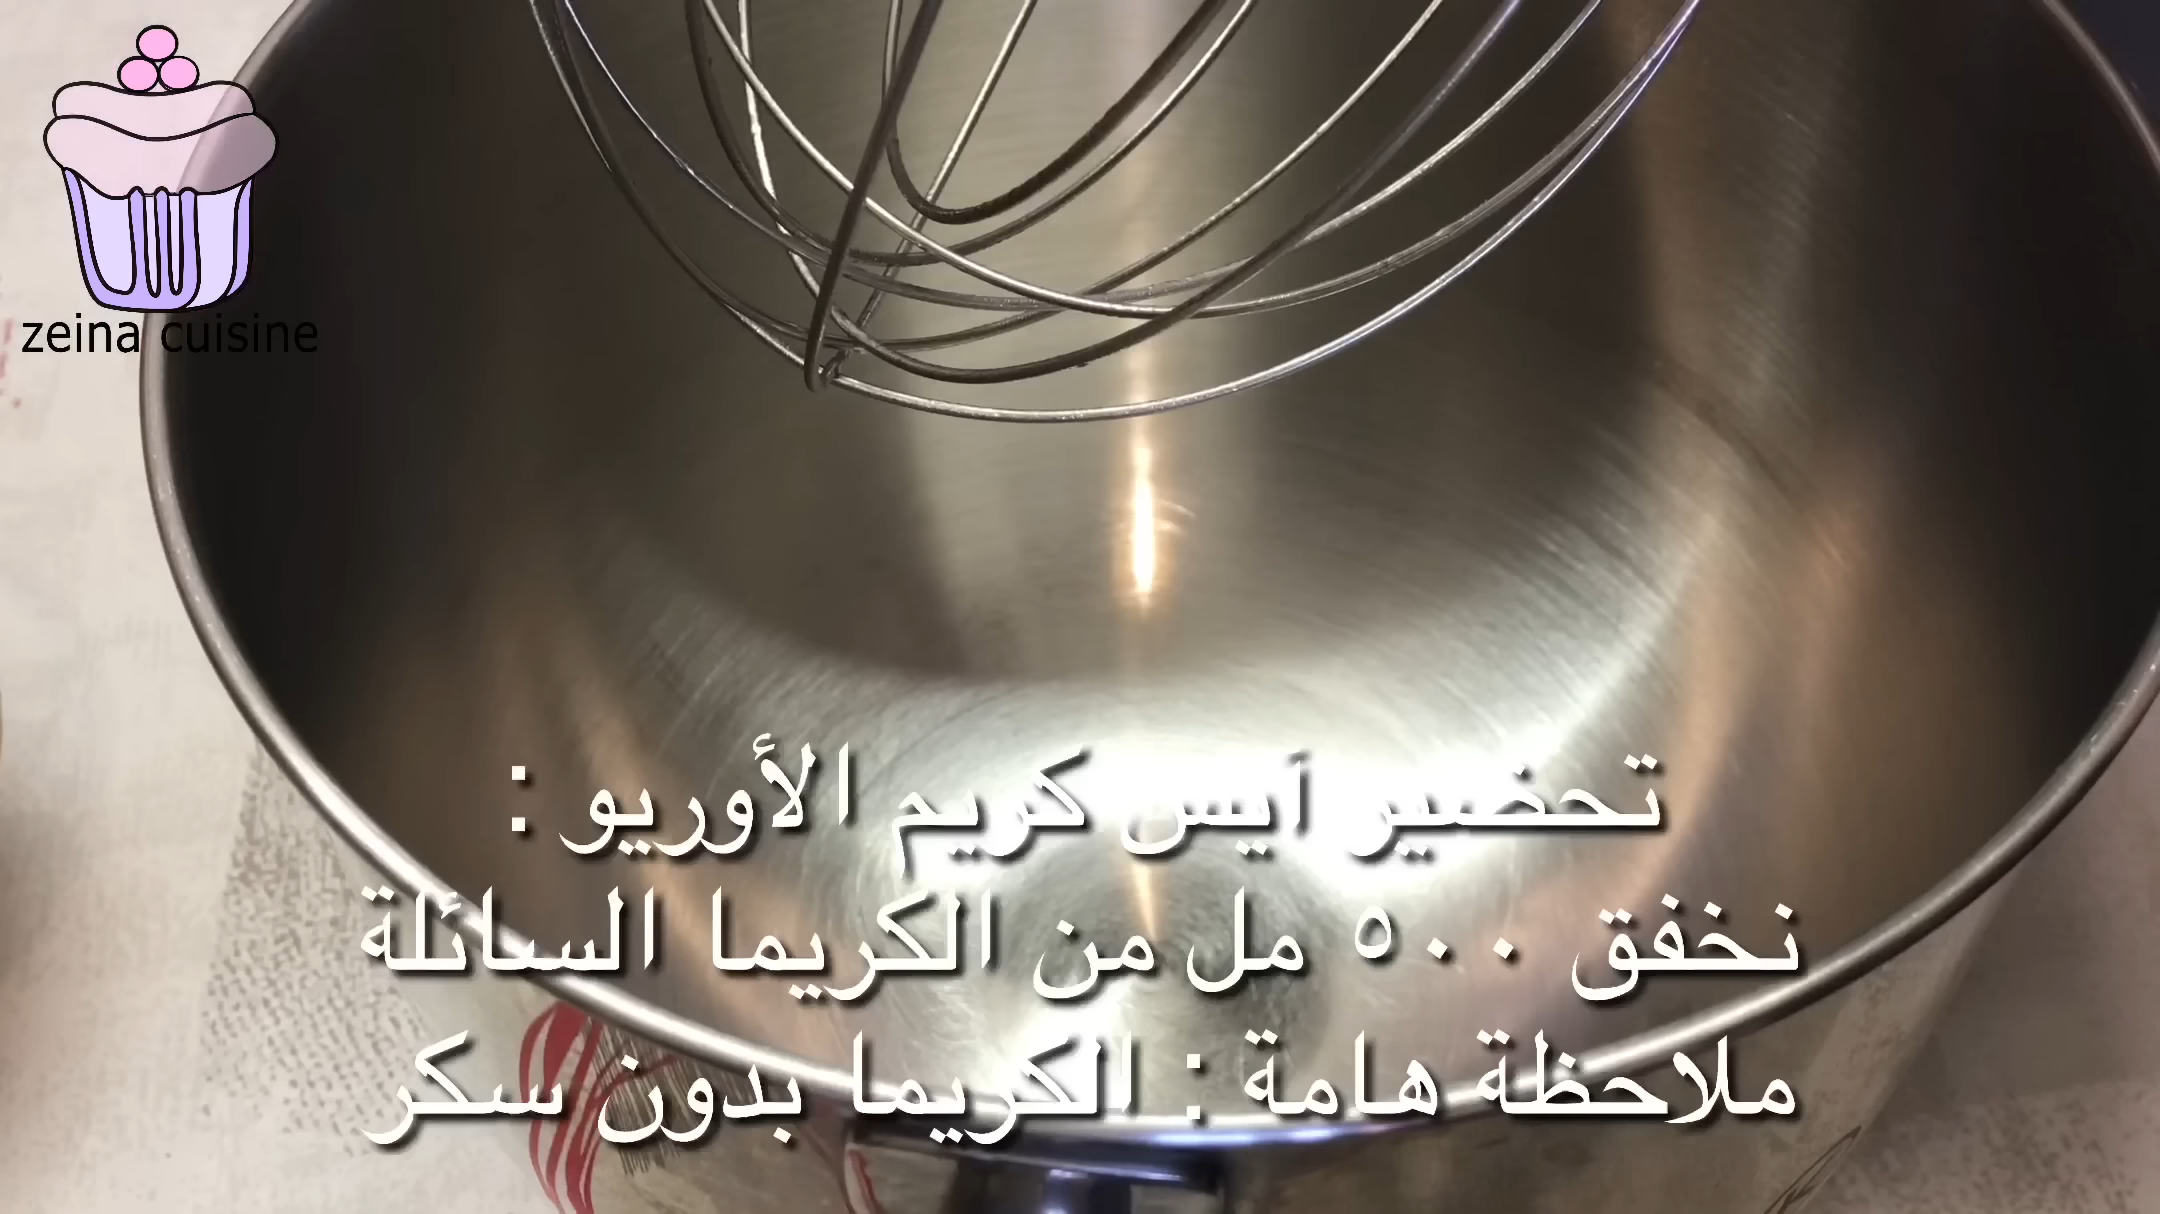 zeina cuisine
تحضير آيس كريم الأوريو :
نخفق ٥٠٠ مل من الكريما السائلة
ملاحظة هامة : الكريما بدون سكر